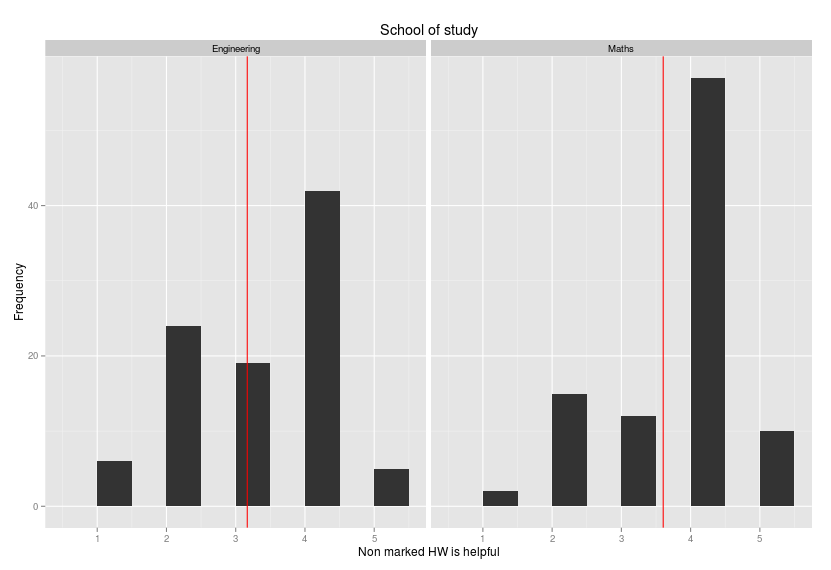 School of study
Engineering
Maths
Frequency
40
20
0
1 2 3 4 5
1 2 3 4 5
Non marked HW is helpful